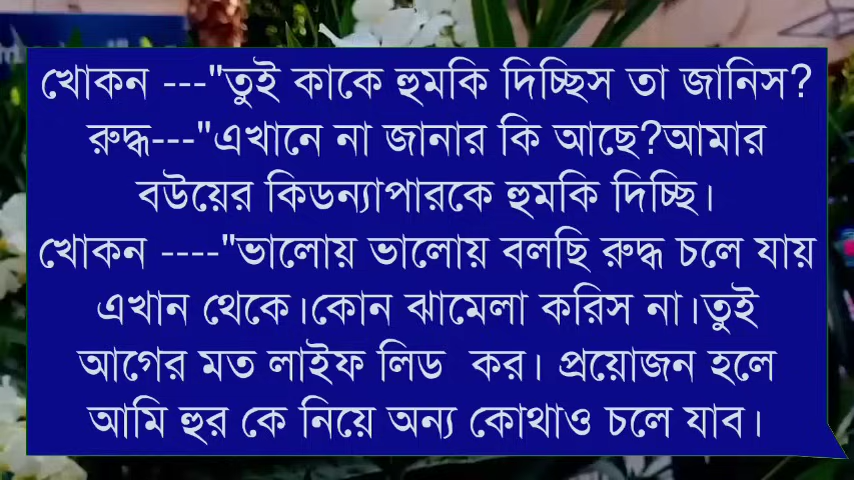 খোকন ---"তুই কাকে হুমকি দিচ্ছিস তা জানিস?
রুদ্ধ---"এখানে না জানার কি আছে?আমার
বউয়ের কিডন্যাপারকে হুমকি দিচ্ছি।
খোকন ----"ভালোয় ভালোয় বলছি রুদ্ধ চলে যায়
এখান থেকে।কোন ঝামেলা করিস না।তুই
আগের মত লাইফ লিড কর। প্রয়োজন হলে
আমি হুর কে নিয়ে অন্য কোথাও চলে যাব।